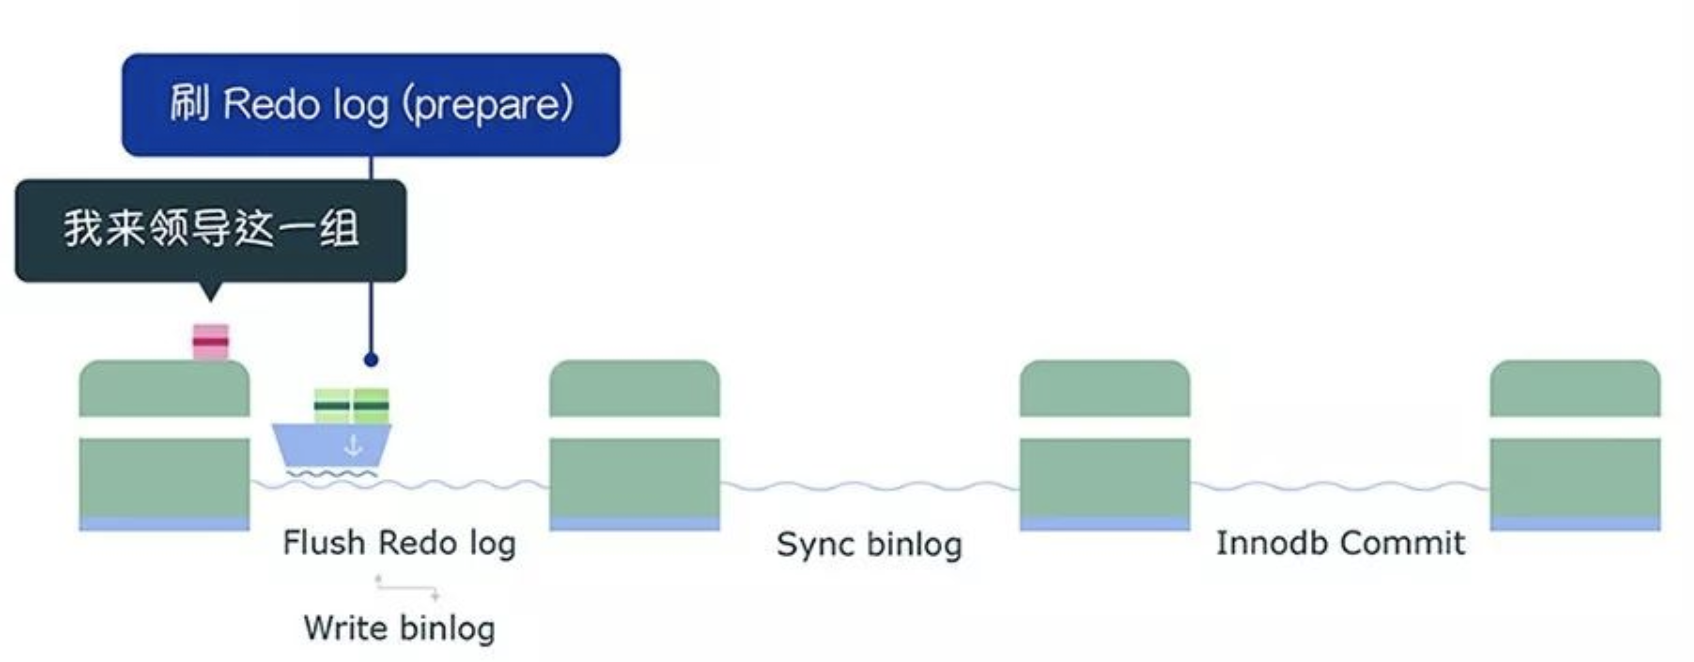 刷 Redo log (prepare)
我来领导这一组
Flush Redo log
Sync binlog
Innodb Commit
Write binlog